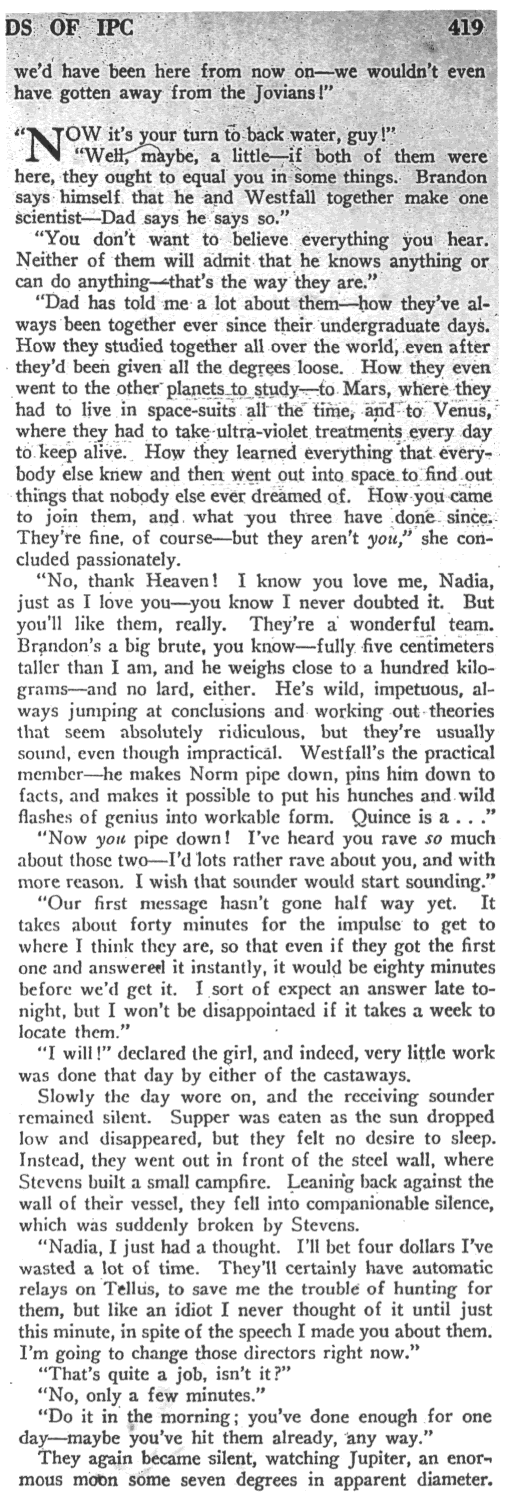 DS OF IPC 419
we'd have been here from now on—we wouldn't even
have gotten away from the Jovians!"
"NOW it's your turn to back water, guy!"
"Well, maybe, a little—if both of them were
here, they ought to equal you in some things. Brandon
says himself that he and Westfall together make one
scientist—Dad says he says so."
"You don't want to believe everything you hear.
Neither of them will admit that he knows anything or
can do anything—that's the way they are."
"Dad has told me a lot about them—how they've al-
ways been together ever since their undergraduate days.
How they studied together all over the world, even after
they'd been given all the degrees loose. How they even
went to the other planets to study—to Mars, where they
had to live in space-suits all the time, and to Venus,
where they had to take ultra-violet treatments every day
to keep alive. How they learned everything that every-
body else knew and then went out into space to find out
things that nobody else ever dreamed of. How you came
to join them, and what you three have done since.
They're fine, of course—but they aren't you," she con-
cluded passionately.
"No, thank Heaven! I know you love me, Nadia,
just as I love you—you know I never doubted it. But
you'll like them, really. They're a wonderful team.
Brandon's a big brute, you know—fully five centimeters
taller than I am, and he weighs close to a hundred kilo-
grams—and no lard, either. He's wild, impetuous, al-
ways jumping at conclusions and working out theories
that seem absolutely ridiculous, but they're usually
sound, even though impractical. Westfall's the practical
member—he makes Norm pipe down, pins him down to
facts, and makes it possible to put his hunches and wild
flashes of genius into workable form. Quince is a . . ."
"Now you pipe down! I've heard you rave so much
about those two—I'd lots rather rave about you, and with
more reason. I wish that sounder would start sounding."
"Our first message hasn't gone half way yet. It
takes about forty minutes for the impulse to get to
where I think they are, so that even if they got the first
one and answered it instantly, it would be eighty minutes
before we'd get it. I sort of expect an answer late to-
night, but I won't be disappointaed if it takes a week to
locate them."
"I will!" declared the girl, and indeed, very little work
was done that day by either of the castaways.
Slowly the day wore on, and the receiving sounder
remained silent. Supper was eaten as the sun dropped
low and disappeared, but they felt no desire to sleep.
Instead, they went out in front of the steel wall, where
Stevens built a small campfire. Leaning back against the
wall of their vessel, they fell into companionable silence,
which was suddenly broken by Stevens.
"Nadia, I just had a thought. I'll bet four dollars I've
wasted a lot of time. They'll certainly have automatic
relays on Tellus, to save me the trouble of hunting for
them, but like an idiot I never thought of it until just
this minute, in spite of the speech I made you about them.
I'm going to change those directors right now."
"That's quite a job, isn't it?"
"No, only a few minutes."
"Do it in the morning; you've done enough for one
day—maybe you've hit them already, any way."
They again became silent, watching Jupiter, an enor-
mous moon some seven degrees in apparent diameter.